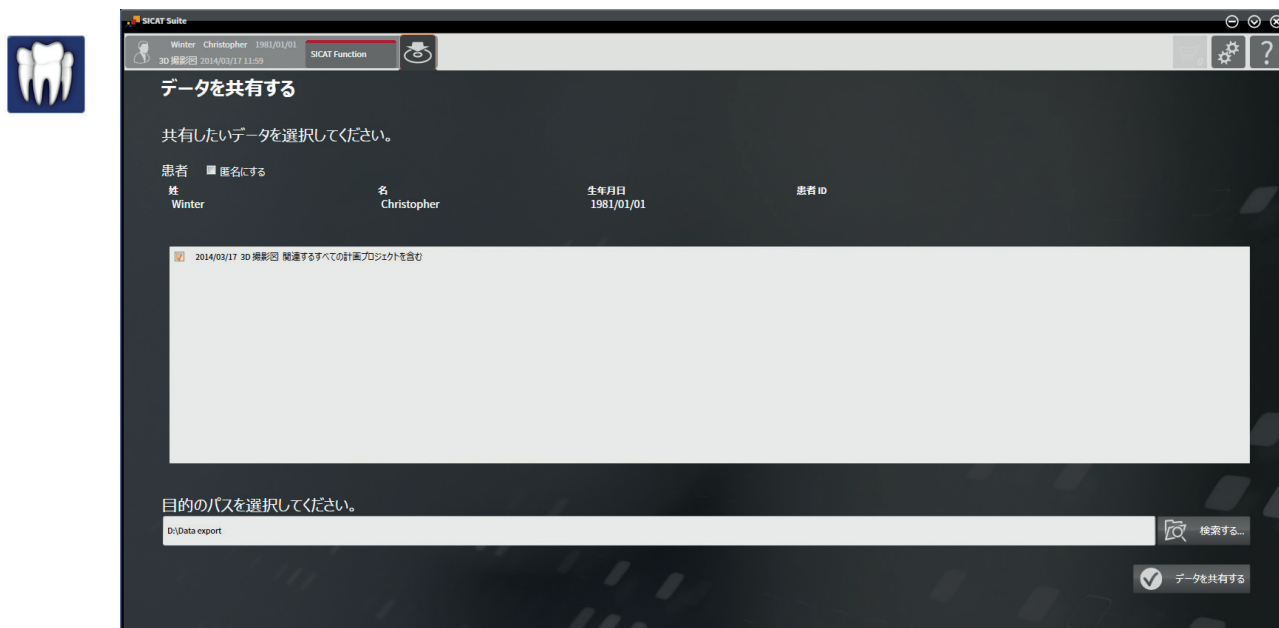 SICAT Suite
Winter Christopher 1981/01/01
3D 撮影図 2014/03/17 11:59
SICAT Function
?
データを共有する
共有したいデータを選択してください。
患者 匿名にする
姓 名 生年月日 患者 ID
Winter Christopher 1981/01/01
2014/03/17 3D 撮影図 関連するすべての計画プロジェクトを含む
目的のパスを選択してください。
D:\Data export
検索する...
データを共有する